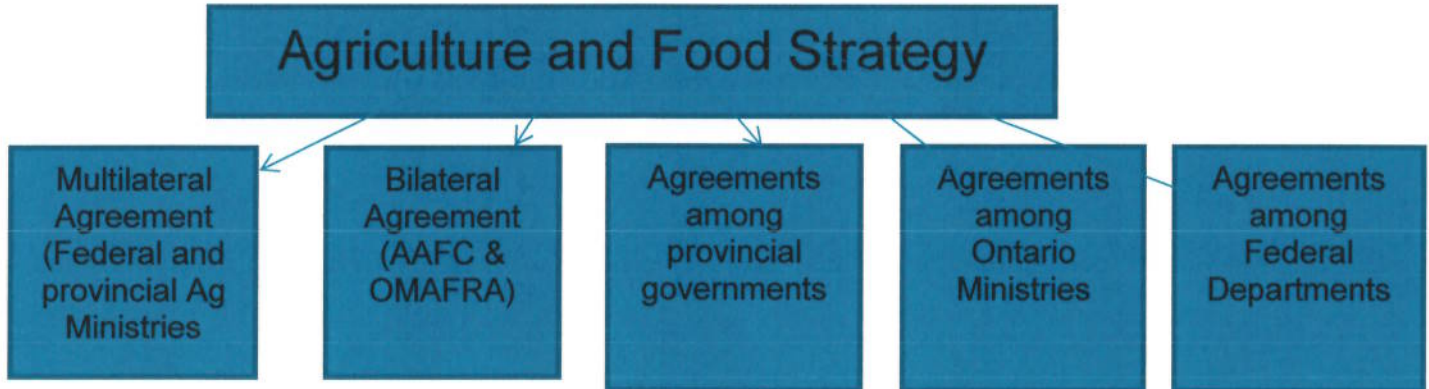 Agriculture and Food Strategy
Multilateral
Agreement
(Federal and
provincial Ag
Ministries
Bilateral
Agreement
(AAFC &
OMAFRA)
Agreements
among
provincial
governments
Agreements
among
Ontario
Ministries
Agreements
among
Federal
Departments